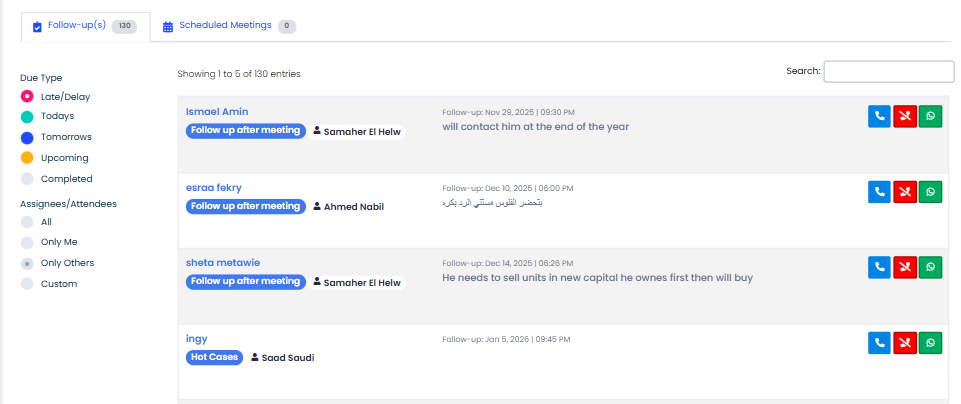 Follow-up(s) 130 Scheduled Meetings 0
Due Type
Late/Delay
Todays
Tomorrows
Upcoming
Completed
Assignees/Attendees
All
Only Me
Only Others
Custom
Showing 1 to 5 of 130 entries
Search:
Ismael Amin
Follow up after meeting Samaher El Helw
Follow-up: Nov 29, 2025 | 09:30 PM
will contact him at the end of the year
esraa fekry
Follow up after meeting Ahmed Nabil
Follow-up: Dec 10, 2025 | 06:00 PM
بتحضر الفلوس مستني الرد بكره
sheta metawie
Follow up after meeting Samaher El Helw
Follow-up: Dec 14, 2025 | 06:26 PM
He needs to sell units in new capital he ownes first then will buy
ingy
Hot Cases Saad Saudi
Follow-up: Jan 5, 2026 | 09:45 PM